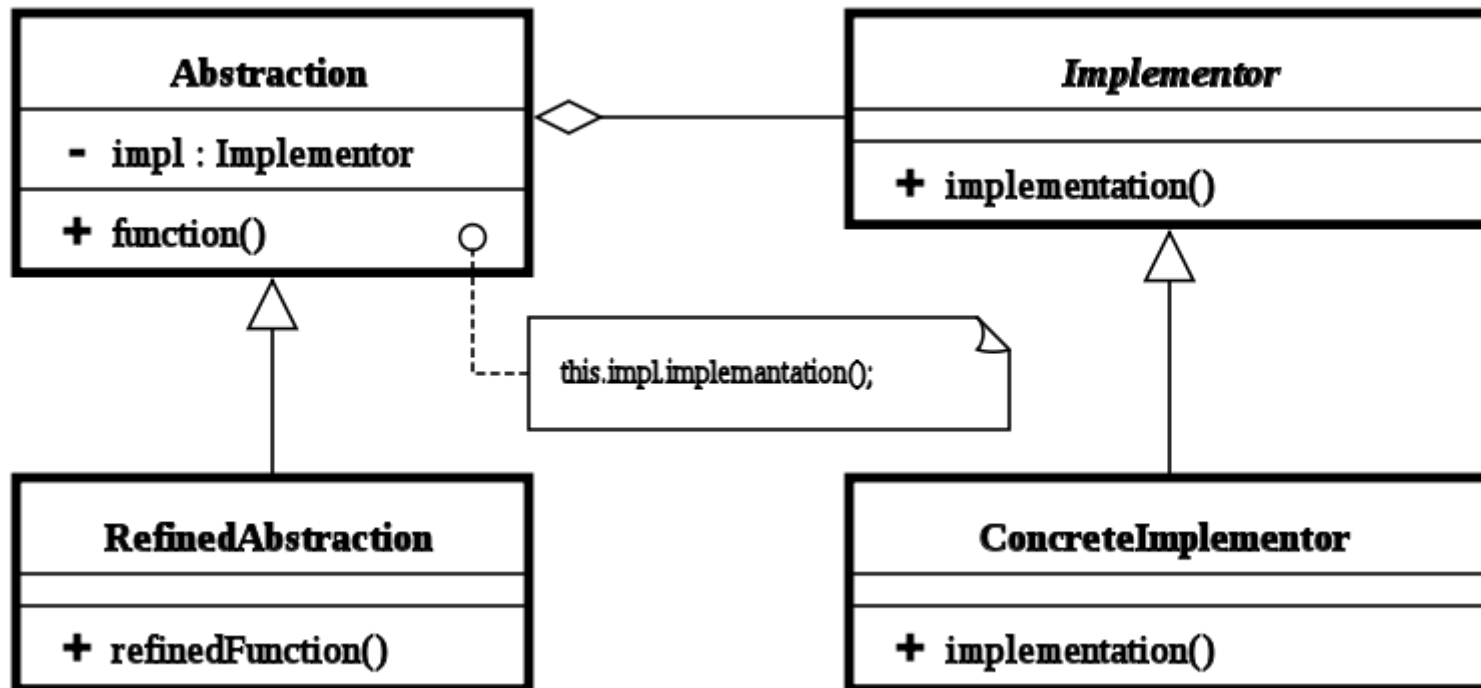 Abstraction
- impl : Implementor
+ function()
Implementor
+ implementation()
this.impl.implemantation();
RefinedAbstraction
+ refinedFunction()
ConcreteImplementor
+ implementation()